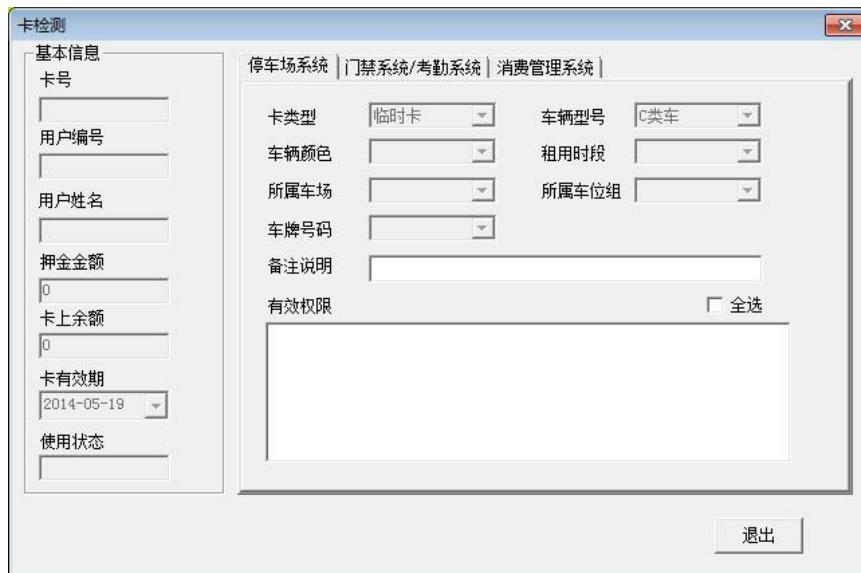 卡检测
基本信息
卡号
用户编号
用户姓名
押金金额
0
卡上余额
0
卡有效期
2014-05-19
使用状态
停车场系统 门禁系统/考勤系统 消费管理系统
卡类型 临时卡 车辆型号 C类车
车辆颜色 租用时段
所属车场 所属车位组
车牌号码
备注说明
有效权限 全选
退出